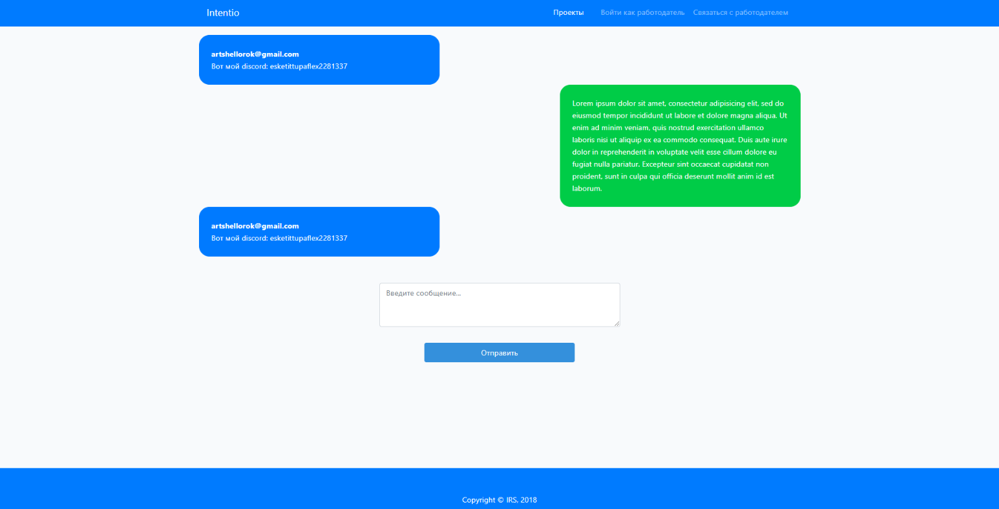 Intentio
Проекты
Войти как работодатель
Связаться с работодателем
artshellorok@gmail.com
Вот мой discord: esketittupaflex2281337
Lorem ipsum dolor sit amet, consectetur adipisicing elit, sed do
eiusmod tempor incididunt ut labore et dolore magna aliqua. Ut
enim ad minim veniam, quis nostrud exercitation ullamco
laboris nisi ut aliquip ex ea commodo consequat. Duis aute irure
dolor in reprehenderit in voluptate velit esse cillum dolore eu
fugiat nulla pariatur. Excepteur sint occaecat cupidatat non
proident, sunt in culpa qui officia deserunt mollit anim id est
laborum.
artshellorok@gmail.com
Вот мой discord: esketittupaflex2281337
Введите сообщение...
Отправить
Copyright © IRS, 2018